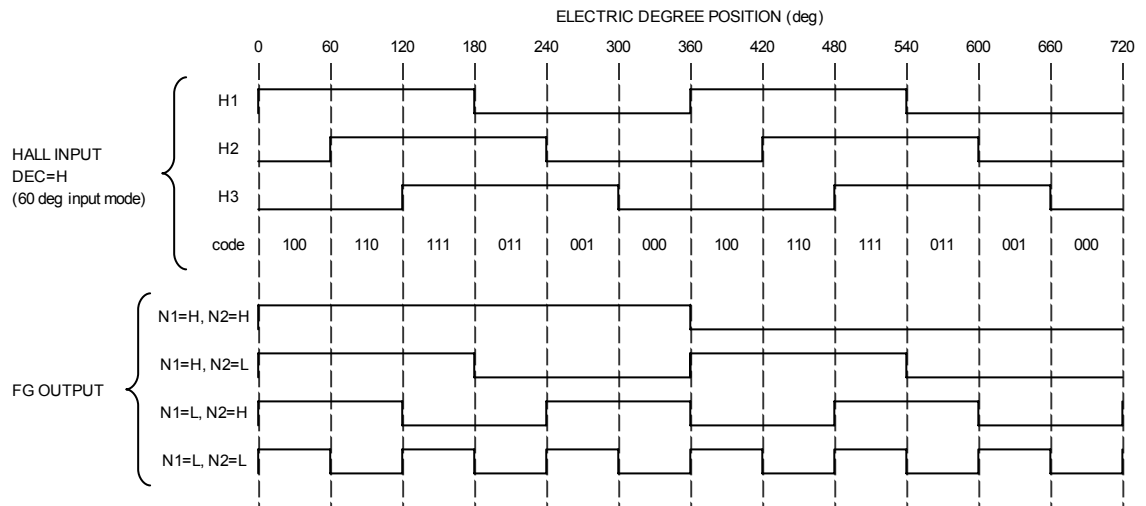 ELECTRIC DEGREE POSITION (deg)
0 60 120 180 240 300 360 420 480 540 600 660 720
H1
H2
HALL INPUT
DEC=H
(60 deg input mode)
H3
code 100 110 111 011 001 000 100 110 111 011 001 000
N1=H, N2=H
N1=H, N2=L
FG OUTPUT
N1=L, N2=H
N1=L, N2=L